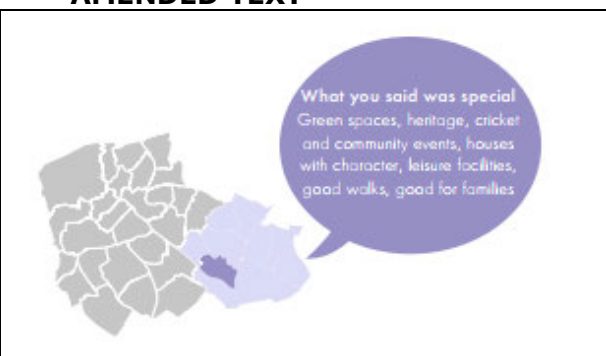 AMENDED TEXT
What you said was special
Green spaces, heritage, cricket
and community events, houses
with character, leisure facilities,
good walks, good for families